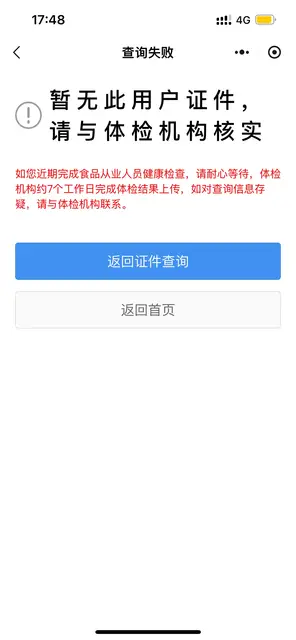 17:48
4G
查询失败
暂无此用户证件，
请与体检机构核实
如您近期完成食品从业人员健康检查，请耐心等待，体检
机构约7个工作日完成体检结果上传，如对查询信息存
疑，请与体检机构联系。
返回证件查询
返回首页